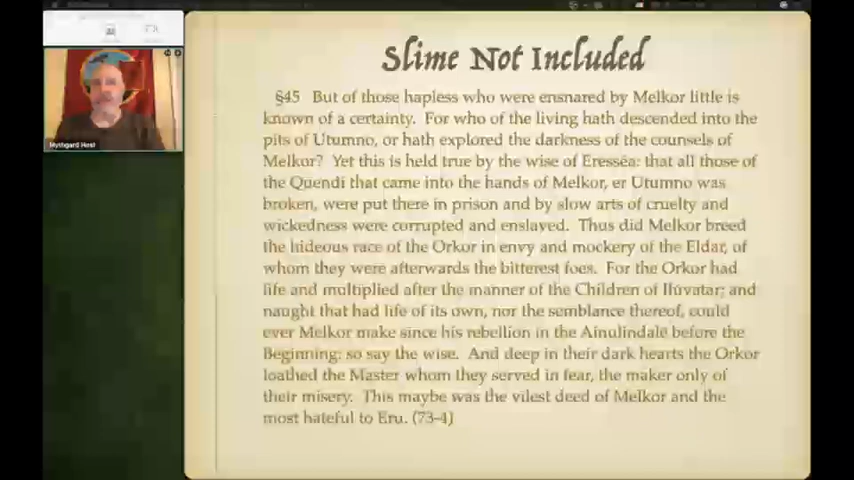 Slime Not Included
§45 But of those hapless who were ensnared by Melkor little is
known of a certainty. For who of the living hath descended into the
pits of Utumno, or hath explored the darkness of the counsels of
Melkor? Yet this is held true by the wise of Eressëa: that all those of
the Quendi that came into the hands of Melkor, er Utumno was
broken, were put there in prison and by slow arts of cruelty and
wickedness were corrupted and enslaved. Thus did Melkor breed
the hideous race of the Orkor in envy and mockery of the Eldar, of
whom they were afterwards the bitterest foes. For the Orkor had
life and multiplied after the manner of the Children of Ilúvatar; and
naught that had life of its own, nor the semblance thereof, could
ever Melkor make since his rebellion in the Ainulindalë before the
Beginning: so say the wise. And deep in their dark hearts the Orkor
loathed the Master whom they served in fear, the maker only of
their misery. This maybe was the vilest deed of Melkor and the
most hateful to Eru. (73-4)
Mythgard Host